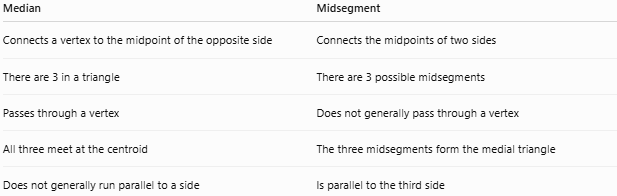 Median Midsegment
Connects a vertex to the midpoint of the opposite side Connects the midpoints of two sides
There are 3 in a triangle There are 3 possible midsegments
Passes through a vertex Does not generally pass through a vertex
All three meet at the centroid The three midsegments form the medial triangle
Does not generally run parallel to a side Is parallel to the third side